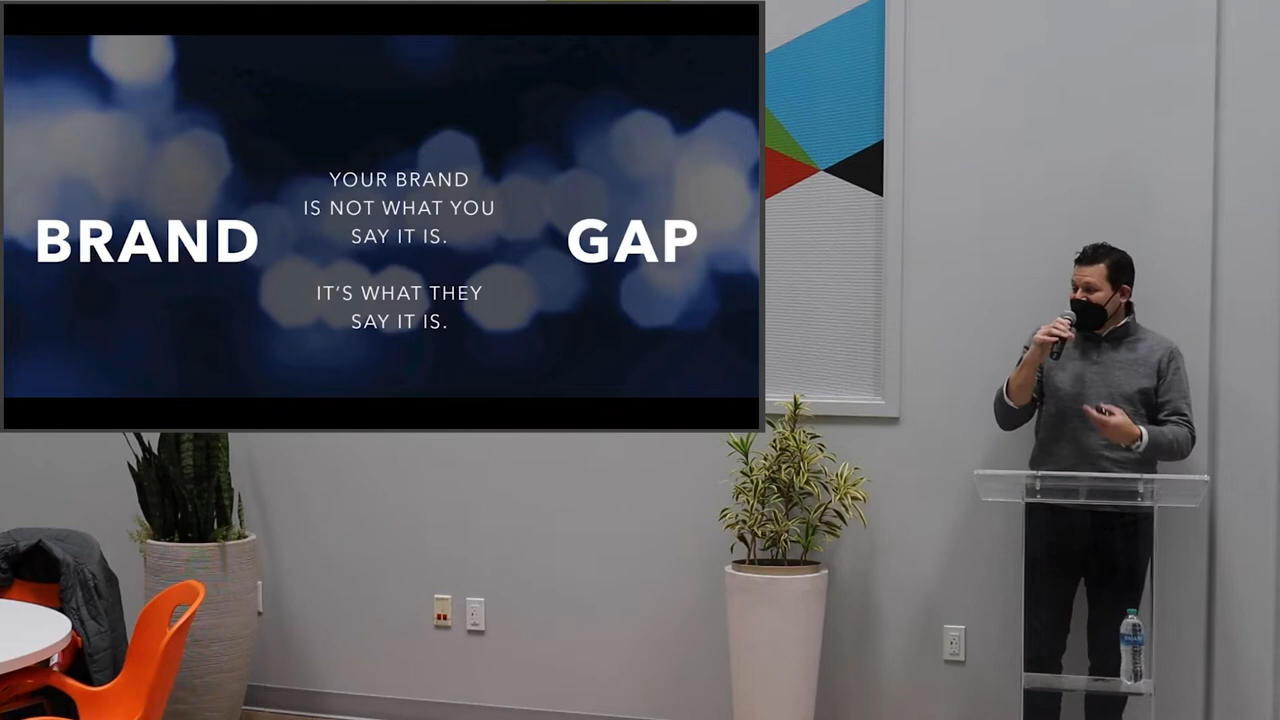 BRAND
YOUR BRAND
IS NOT WHAT YOU
SAY IT IS.
IT'S WHAT THEY
SAY IT IS.
GAP